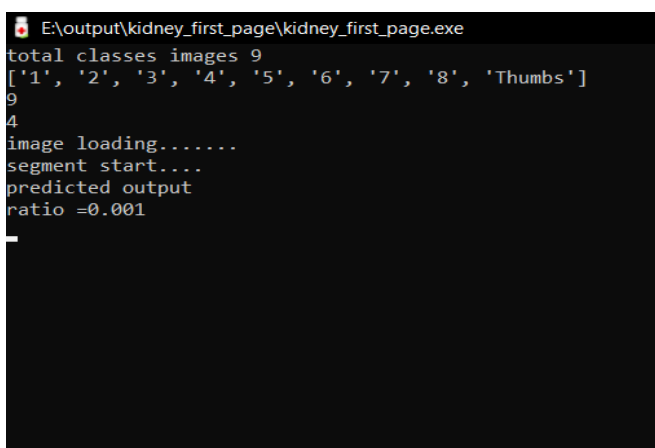 E:\output\kidney_first_page\kidney_first_page.exe
total classes images 9
['1', '2', '3', '4', '5', '6', '7', '8', 'Thumbs']
9
4
image loading.......
segment start....
predicted output
ratio =0.001